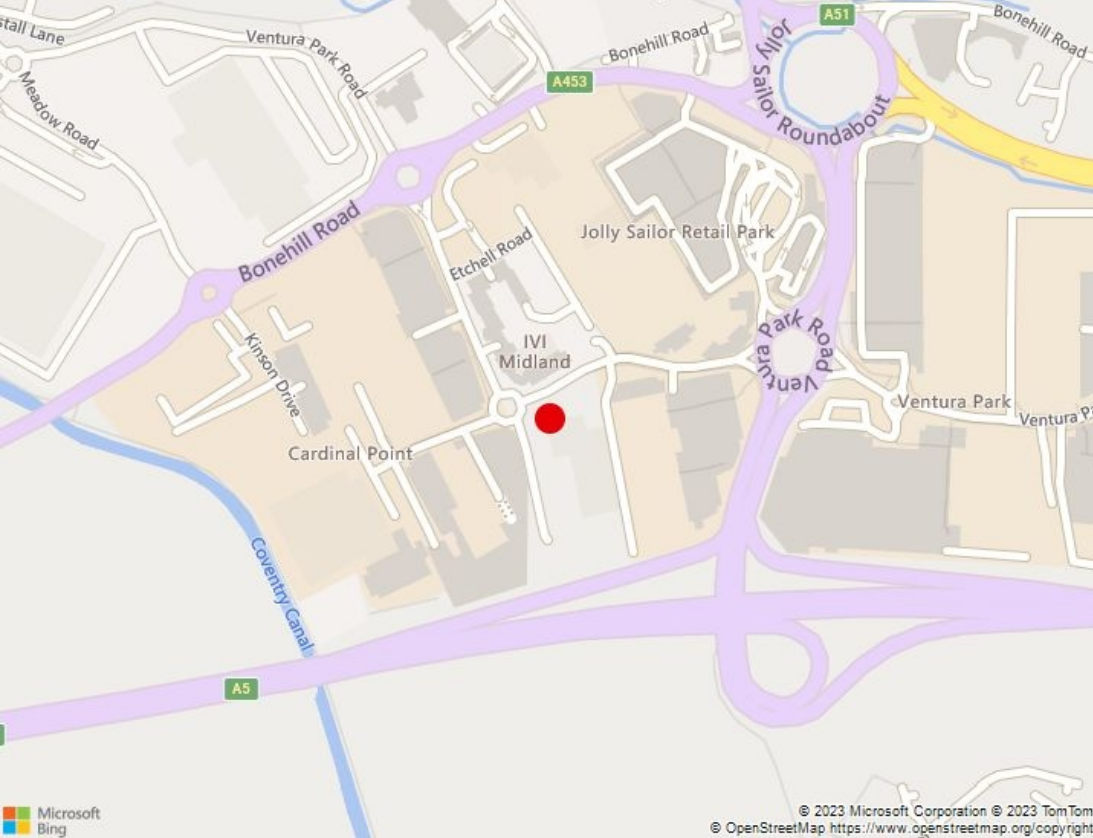 A51
Bonehill Road
stall Lane
Ventura Park Road
Bonehill Road
Jolly Sailor Roundabout
A453
Meadow Road
Bonehill Road
Jolly Sailor Retail Park
Etchell Road
IVI
Midland
Kinson Drive
Ventura Park Road
Ventura Park
Ventura Pa
Cardinal Point
Coventry Canal
A5
Microsoft
Bing
© 2023 Microsoft Corporation © 2023 TomTom
© OpenStreetMap https://www.openstreetmap.org/copyright